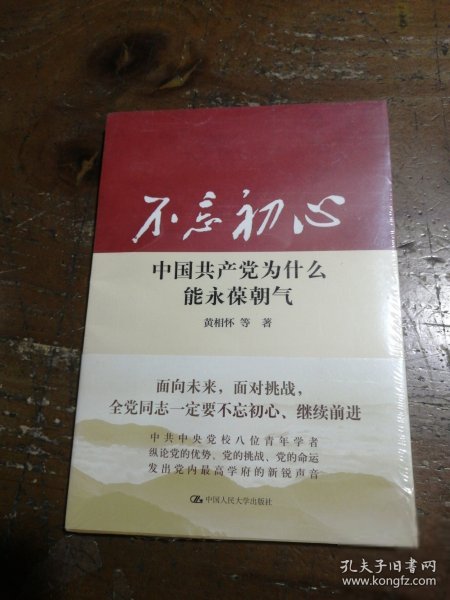 不忘初心
中国共产党为什么
能永葆朝气
黄相怀 等 著
面向未来，面对挑战，
全党同志一定要不忘初心、继续前进
中共中央党校八位青年学者
纵论党的优势、党的挑战、党的命运
发出党内最高学府的新锐声音
中国人民大学出版社
孔夫子旧书网
www.kongfz.com